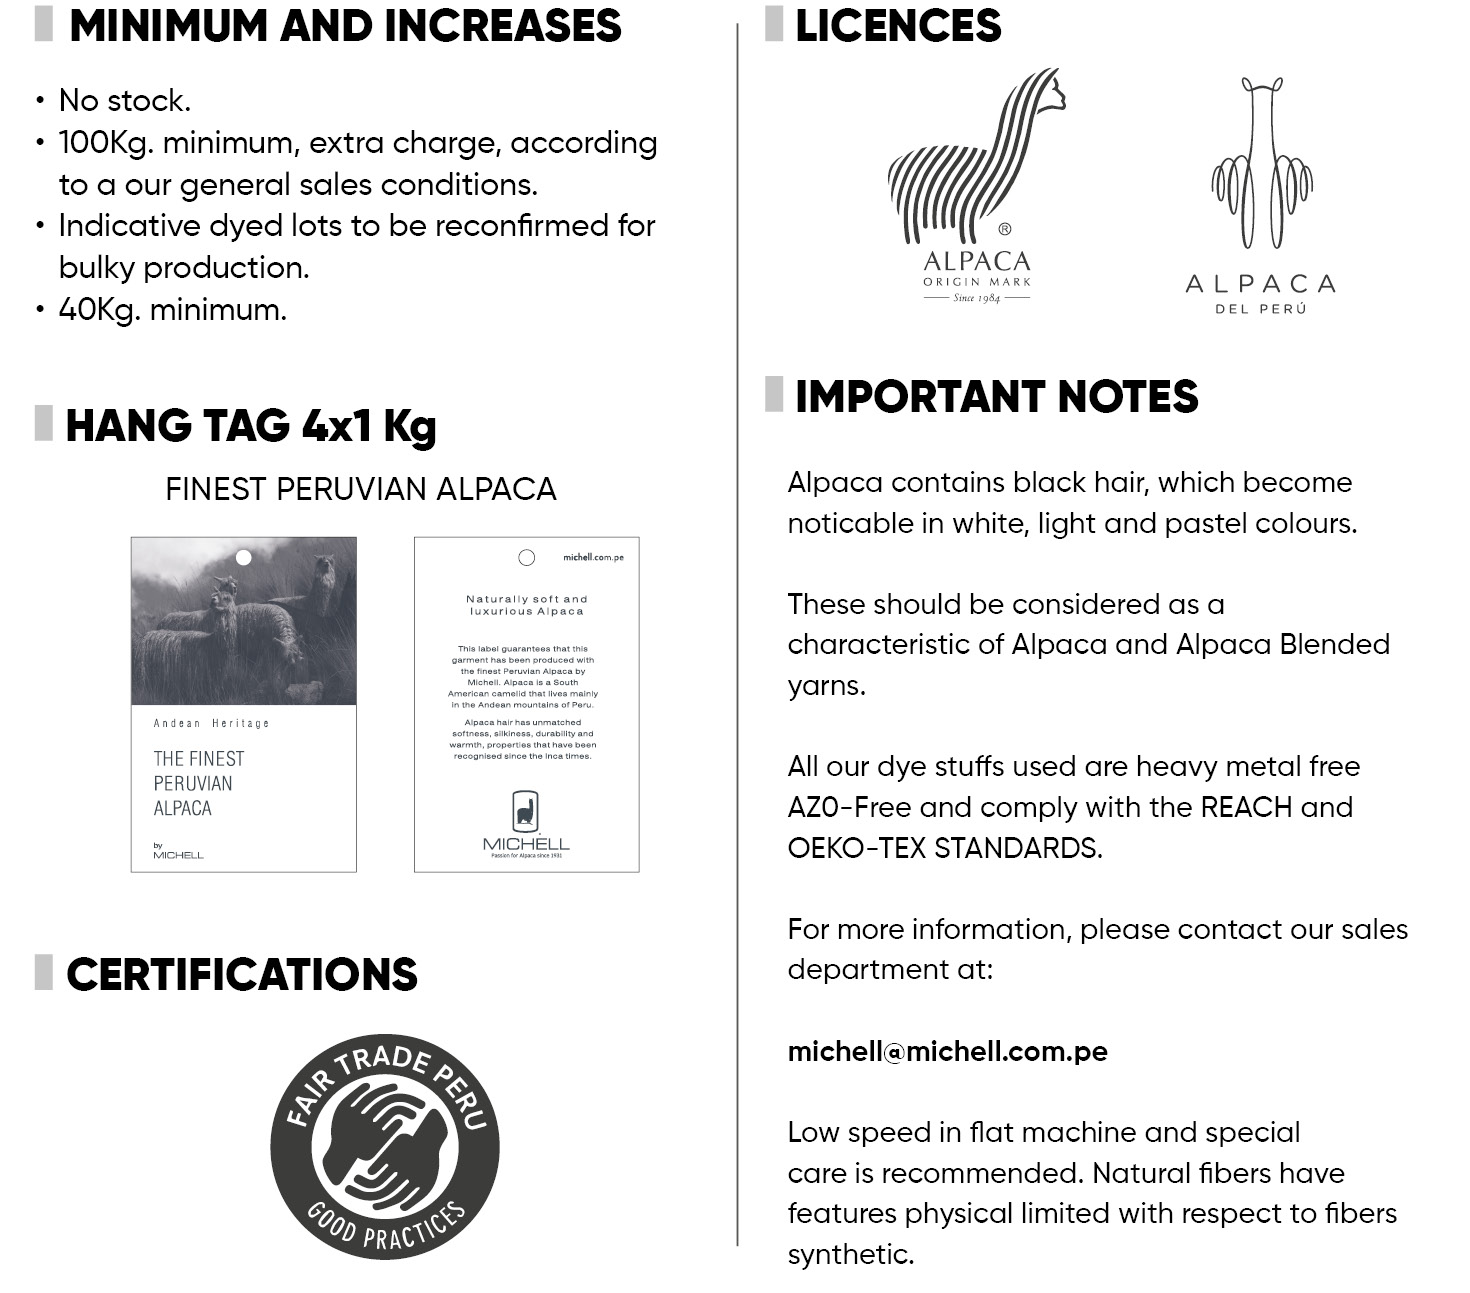 MINIMUM AND INCREASES
• No stock.
• 100Kg. minimum, extra charge, according
to a our general sales conditions.
• Indicative dyed lots to be reconfirmed for
bulky production.
• 40Kg. minimum.
HANG TAG 4x1 Kg
FINEST PERUVIAN ALPACA
Andean Heritage
THE FINEST
PERUVIAN
ALPACA
by
MICHELL
michell.com.pe
Naturally soft and
luxurious Alpaca
This label guarantees that this
garment has been produced with
the finest Peruvian Alpaca by
Michell. Alpaca is a South
American camelid that lives mainly
in the Andean mountains of Peru.
Alpaca hair has unmatched
softness, silkiness, durability and
warmth, properties that have been
recognised since the Inca times.
MICHELL
Passion for Alpaca since 1931
CERTIFICATIONS
FAIR TRADE PERU
GOOD PRACTICES
LICENCES
®
ALPACA
ORIGIN MARK
Since 1984
ALPACA
DEL PERÚ
IMPORTANT NOTES
Alpaca contains black hair, which become
noticable in white, light and pastel colours.
These should be considered as a
characteristic of Alpaca and Alpaca Blended
yarns.
All our dye stuffs used are heavy metal free
AZ0-Free and comply with the REACH and
OEKO-TEX STANDARDS.
For more information, please contact our sales
department at:
michell@michell.com.pe
Low speed in flat machine and special
care is recommended. Natural fibers have
features physical limited with respect to fibers
synthetic.